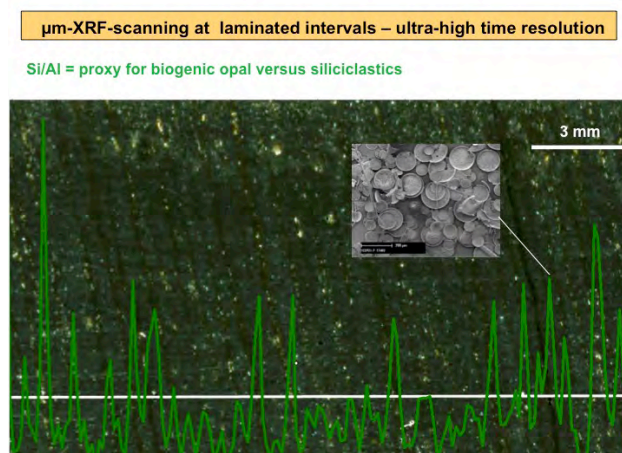 µm-XRF-scanning at laminated intervals – ultra-high time resolution
Si/Al = proxy for biogenic opal versus siliciclastics
3 mm